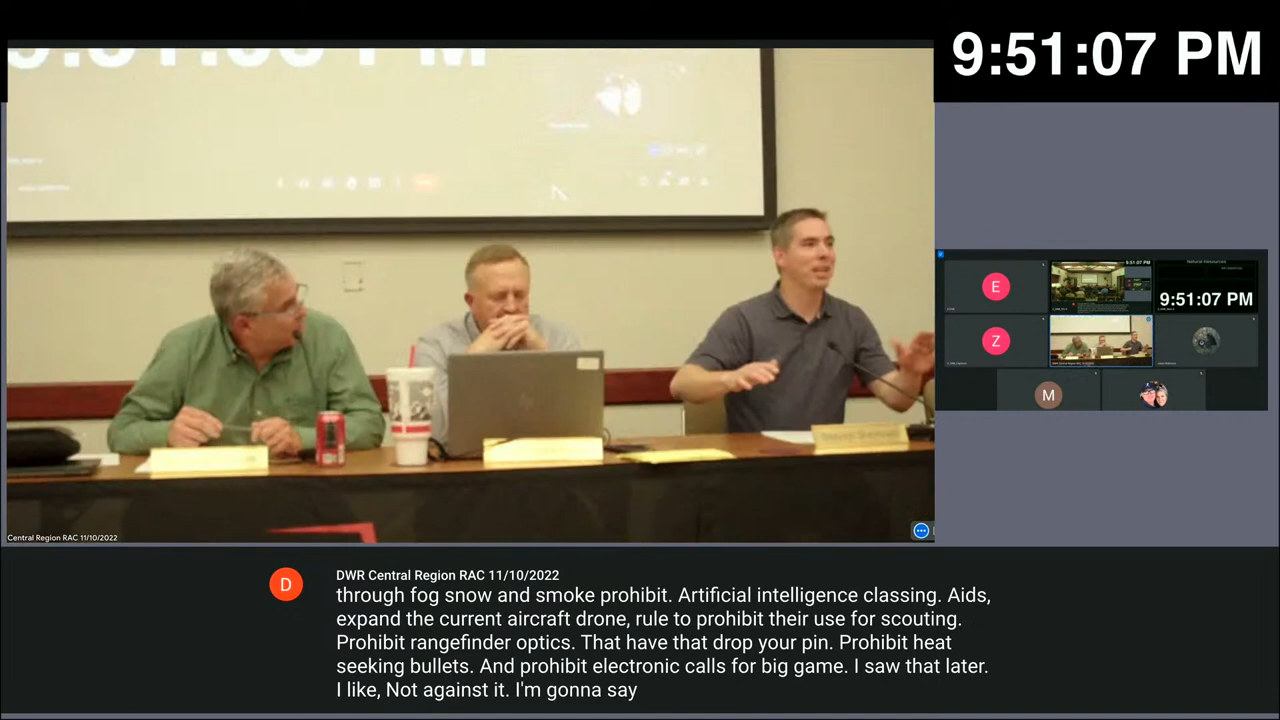 9:51:07 PM
E
9:51:07 PM
Z
M
Central Region RAC 11/10/2022
D
DWR Central Region RAC 11/10/2022
through fog snow and smoke prohibit. Artificial intelligence classing. Aids,
expand the current aircraft drone, rule to prohibit their use for scouting.
Prohibit rangefinder optics. That have that drop your pin. Prohibit heat
seeking bullets. And prohibit electronic calls for big game. I saw that later.
I like, Not against it. I'm gonna say